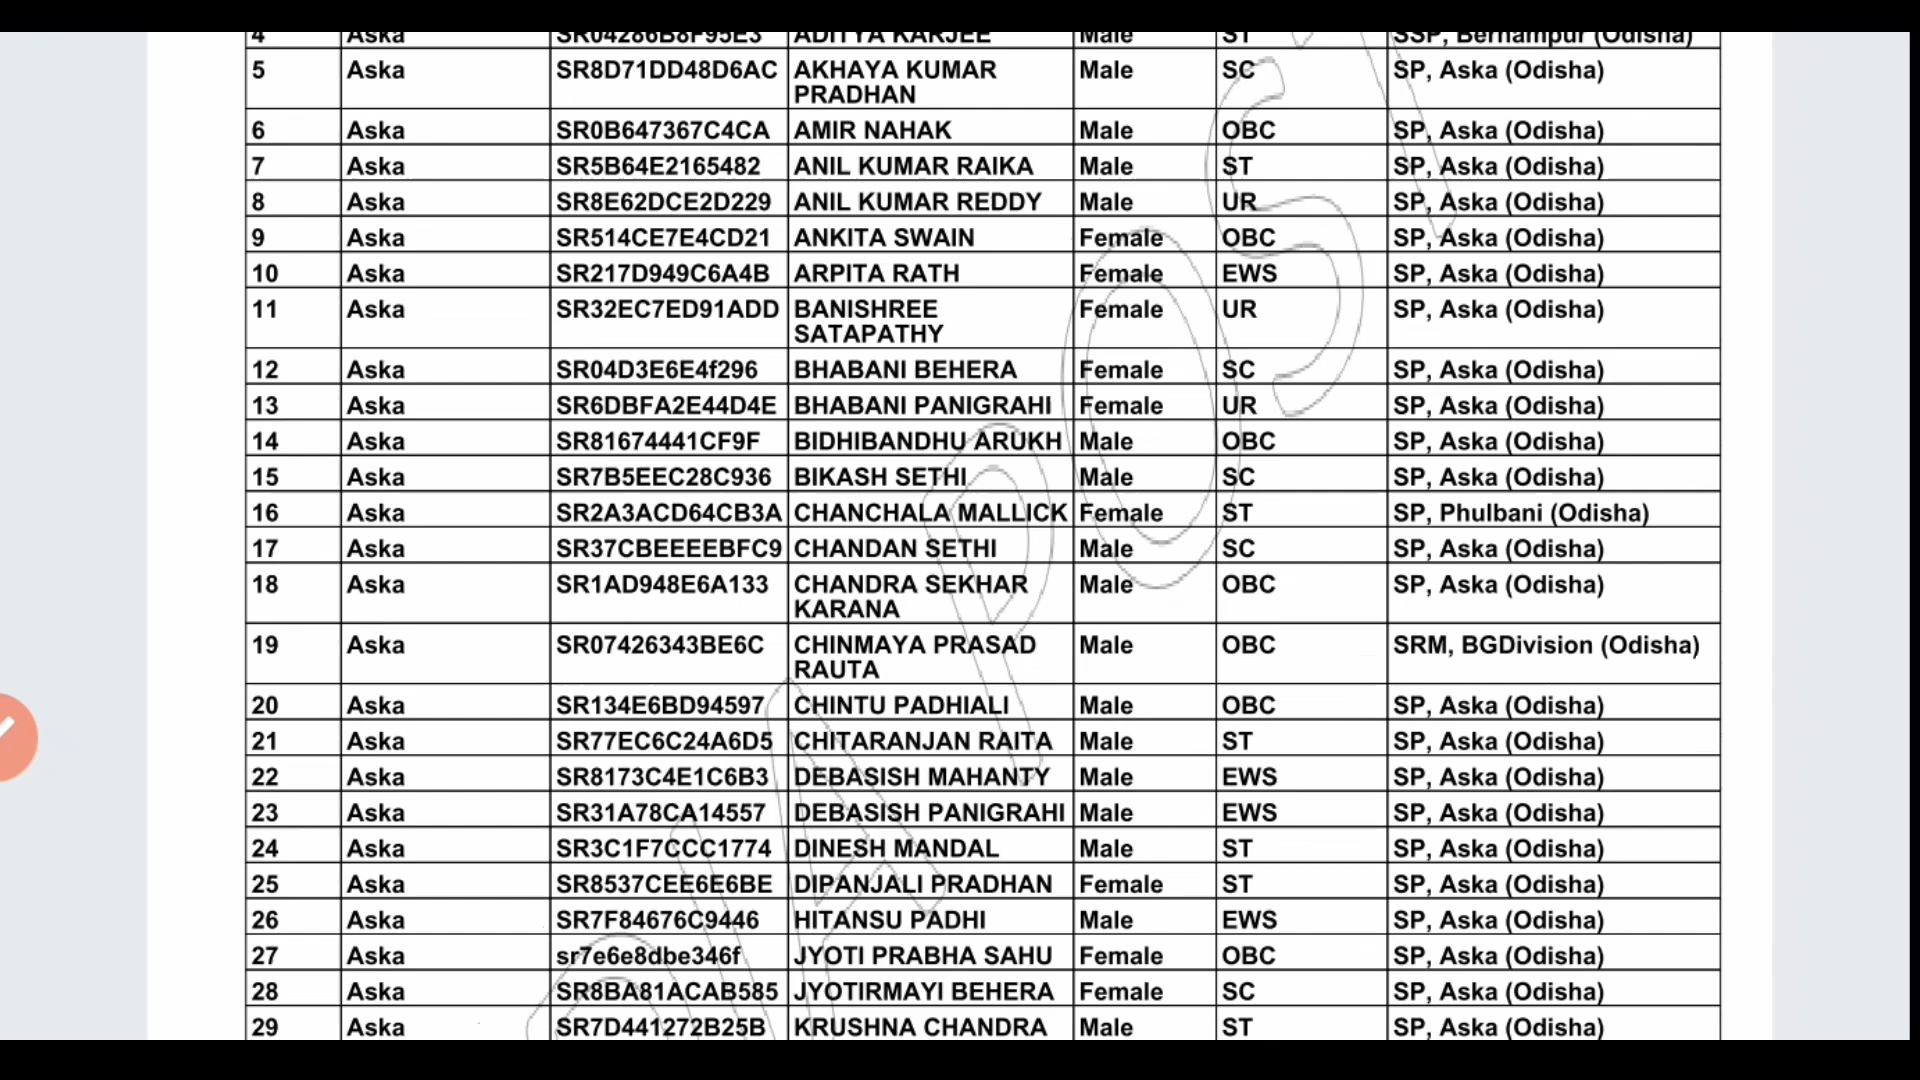 4 Aska SR04286B8F95E3 ADITYA KARJEE Male ST SSP, Berhampur (Odisha)
5 Aska SR8D71DD48D6AC AKHAYA KUMAR Male SC SP, Aska (Odisha)
PRADHAN
6 Aska SR0B647367C4CA AMIR NAHAK Male OBC SP, Aska (Odisha)
7 Aska SR5B64E2165482 ANIL KUMAR RAIKA Male ST SP, Aska (Odisha)
8 Aska SR8E62DCE2D229 ANIL KUMAR REDDY Male UR SP, Aska (Odisha)
9 Aska SR514CE7E4CD21 ANKITA SWAIN Female OBC SP, Aska (Odisha)
10 Aska SR217D949C6A4B ARPITA RATH Female EWS SP, Aska (Odisha)
11 Aska SR32EC7ED91ADD BANISHREE Female UR SP, Aska (Odisha)
SATAPATHY
12 Aska SR04D3E6E4f296 BHABANI BEHERA Female SC SP, Aska (Odisha)
13 Aska SR6DBFA2E44D4E BHABANI PANIGRAHI Female UR SP, Aska (Odisha)
14 Aska SR81674441CF9F BIDHIBANDHU ARUKH Male OBC SP, Aska (Odisha)
15 Aska SR7B5EEC28C936 BIKASH SETHI Male SC SP, Aska (Odisha)
16 Aska SR2A3ACD64CB3A CHANCHALA MALLICK Female ST SP, Phulbani (Odisha)
17 Aska SR37CBEEEEBFC9 CHANDAN SETHI Male SC SP, Aska (Odisha)
18 Aska SR1AD948E6A133 CHANDRA SEKHAR Male OBC SP, Aska (Odisha)
KARANA
19 Aska SR07426343BE6C CHINMAYA PRASAD Male OBC SRM, BGDivision (Odisha)
RAUTA
20 Aska SR134E6BD94597 CHINTU PADHIALI Male OBC SP, Aska (Odisha)
21 Aska SR77EC6C24A6D5 CHITARANJAN RAITA Male ST SP, Aska (Odisha)
22 Aska SR8173C4E1C6B3 DEBASISH MAHANTY Male EWS SP, Aska (Odisha)
23 Aska SR31A78CA14557 DEBASISH PANIGRAHI Male EWS SP, Aska (Odisha)
24 Aska SR3C1F7CCC1774 DINESH MANDAL Male ST SP, Aska (Odisha)
25 Aska SR8537CEE6E6BE DIPANJALI PRADHAN Female ST SP, Aska (Odisha)
26 Aska SR7F84676C9446 HITANSU PADHI Male EWS SP, Aska (Odisha)
27 Aska sr7e6e8dbe346f JYOTI PRABHA SAHU Female OBC SP, Aska (Odisha)
28 Aska SR8BA81ACAB585 JYOTIRMAYI BEHERA Female SC SP, Aska (Odisha)
29 Aska SR7D441272B25B KRUSHNA CHANDRA Male ST SP, Aska (Odisha)